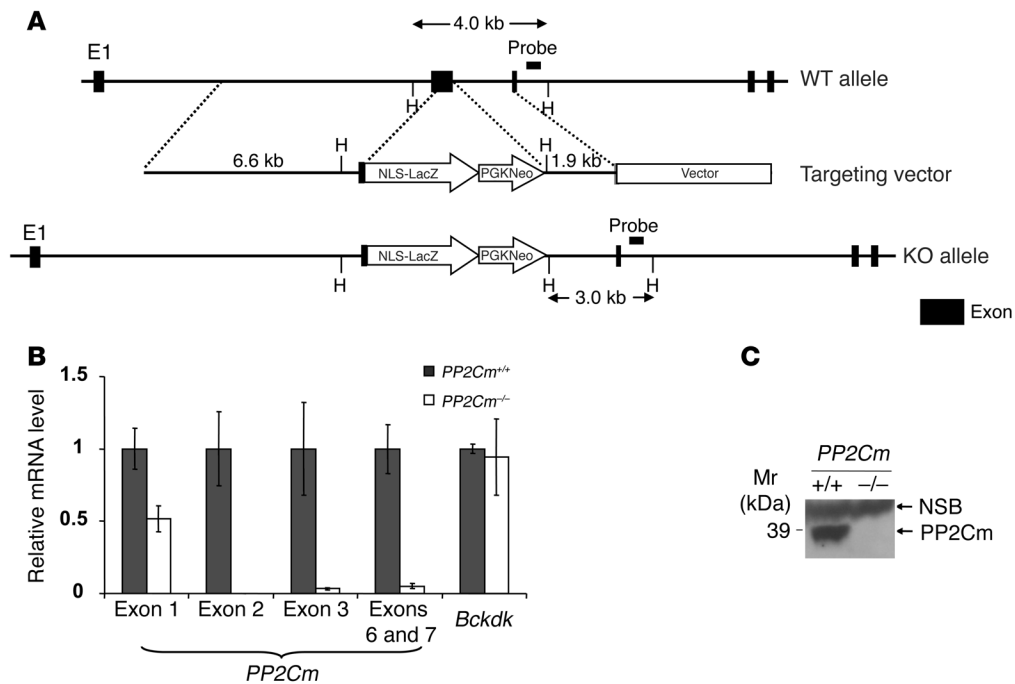 A
4.0 kb
Probe
E1
WT allele
H
H
6.6 kb
H
H
1.9 kb
NLS-LacZ
PGKNeo
Vector
Targeting vector
E1
Probe
NLS-LacZ
PGKNeo
KO allele
H
H
H
3.0 kb
Exon
B
Relative mRNA level
1.5
1
0.5
0
PP2Cm+/+
PP2Cm–/–
Exon 1
Exon 2
Exon 3
Exons
6 and 7
Bckdk
PP2Cm
C
PP2Cm
Mr
(kDa)
+/+ –/–
NSB
39
PP2Cm